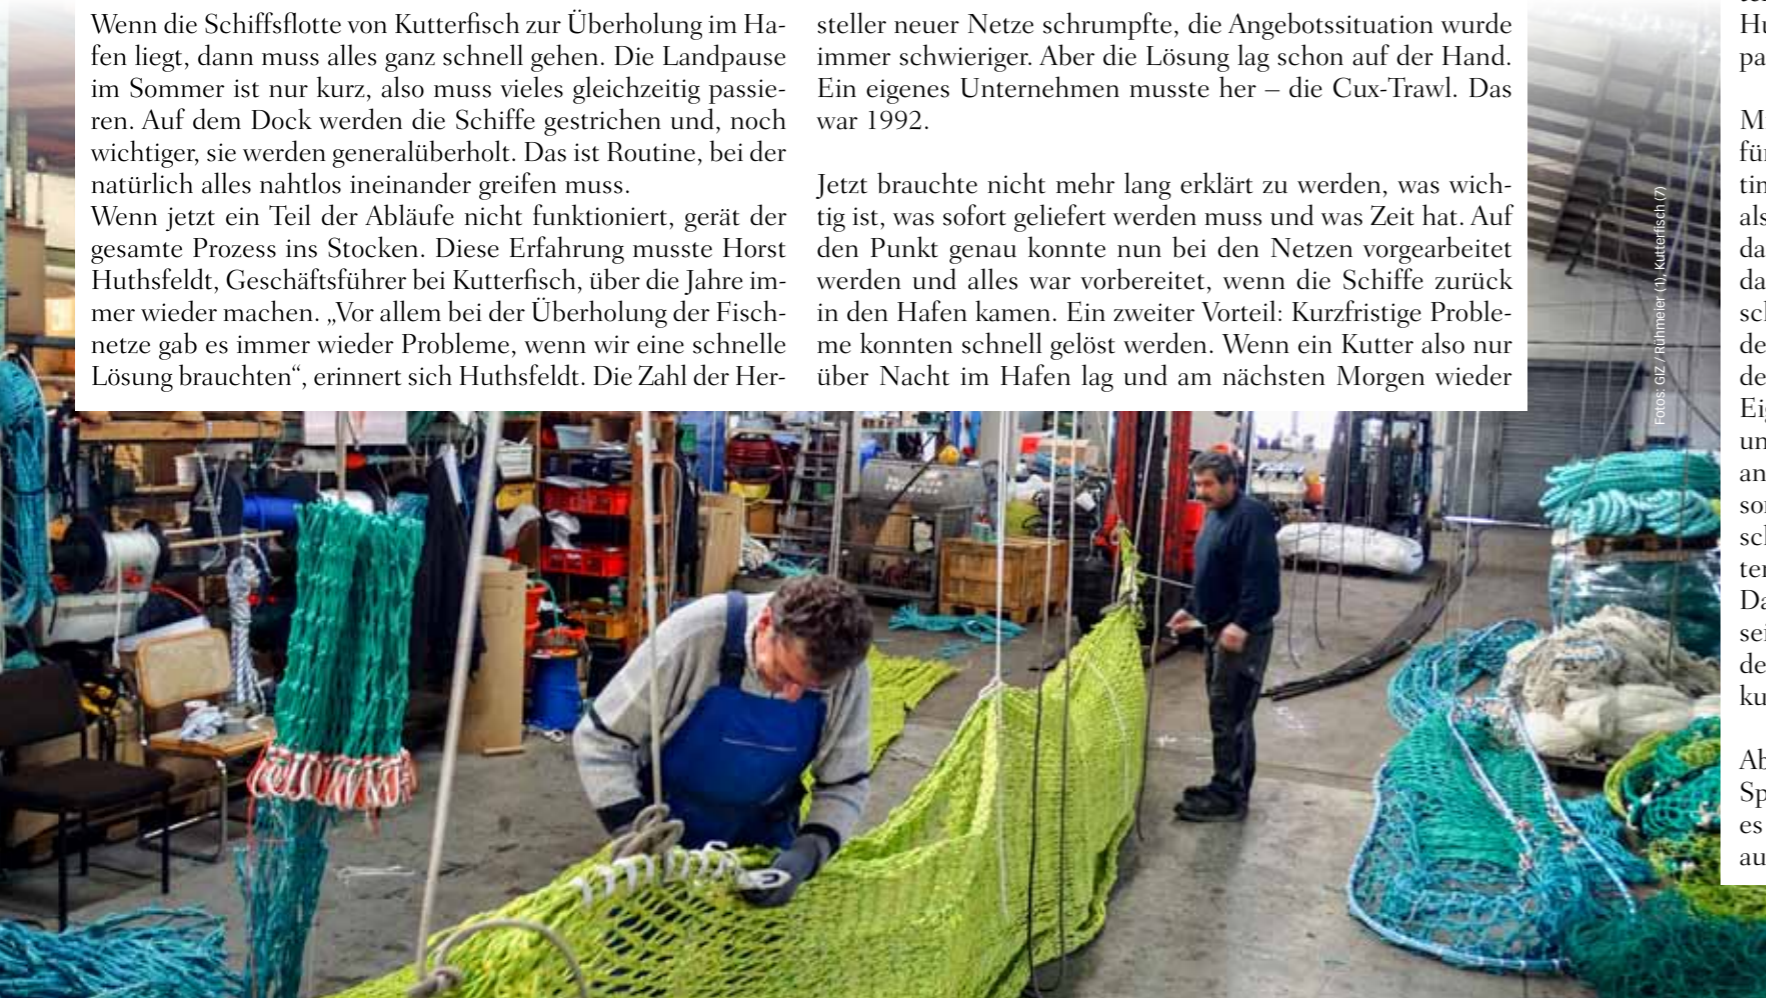 Wenn die Schiffsflotte von Kutterfisch zur Überholung im Ha-
fen liegt, dann muss alles ganz schnell gehen. Die Landpause
im Sommer ist nur kurz, also muss vieles gleichzeitig passie-
ren. Auf dem Dock werden die Schiffe gestrichen und, noch
wichtiger, sie werden generalüberholt. Das ist Routine, bei der
natürlich alles nahtlos ineinander greifen muss.
Wenn jetzt ein Teil der Abläufe nicht funktioniert, gerät der
gesamte Prozess ins Stocken. Diese Erfahrung musste Horst
Huthsfeldt, Geschäftsführer bei Kutterfisch, über die Jahre im-
mer wieder machen. „Vor allem bei der Überholung der Fisch-
netze gab es immer wieder Probleme, wenn wir eine schnelle
Lösung brauchten“, erinnert sich Huthsfeldt. Die Zahl der Her-
steller neuer Netze schrumpfte, die Angebotssituation wurde
immer schwieriger. Aber die Lösung lag schon auf der Hand.
Ein eigenes Unternehmen musste her – die Cux-Trawl. Das
war 1992.
Jetzt brauchte nicht mehr lang erklärt zu werden, was wich-
tig ist, was sofort geliefert werden muss und was Zeit hat. Auf
den Punkt genau konnte nun bei den Netzen vorgearbeitet
werden und alles war vorbereitet, wenn die Schiffe zurück
in den Hafen kamen. Ein zweiter Vorteil: Kurzfristige Proble-
me konnten schnell gelöst werden. Wenn ein Kutter also nur
über Nacht im Hafen lag und am nächsten Morgen wieder
Fotos: GIZ / Rühmeier (1), Kutterfisch (7)